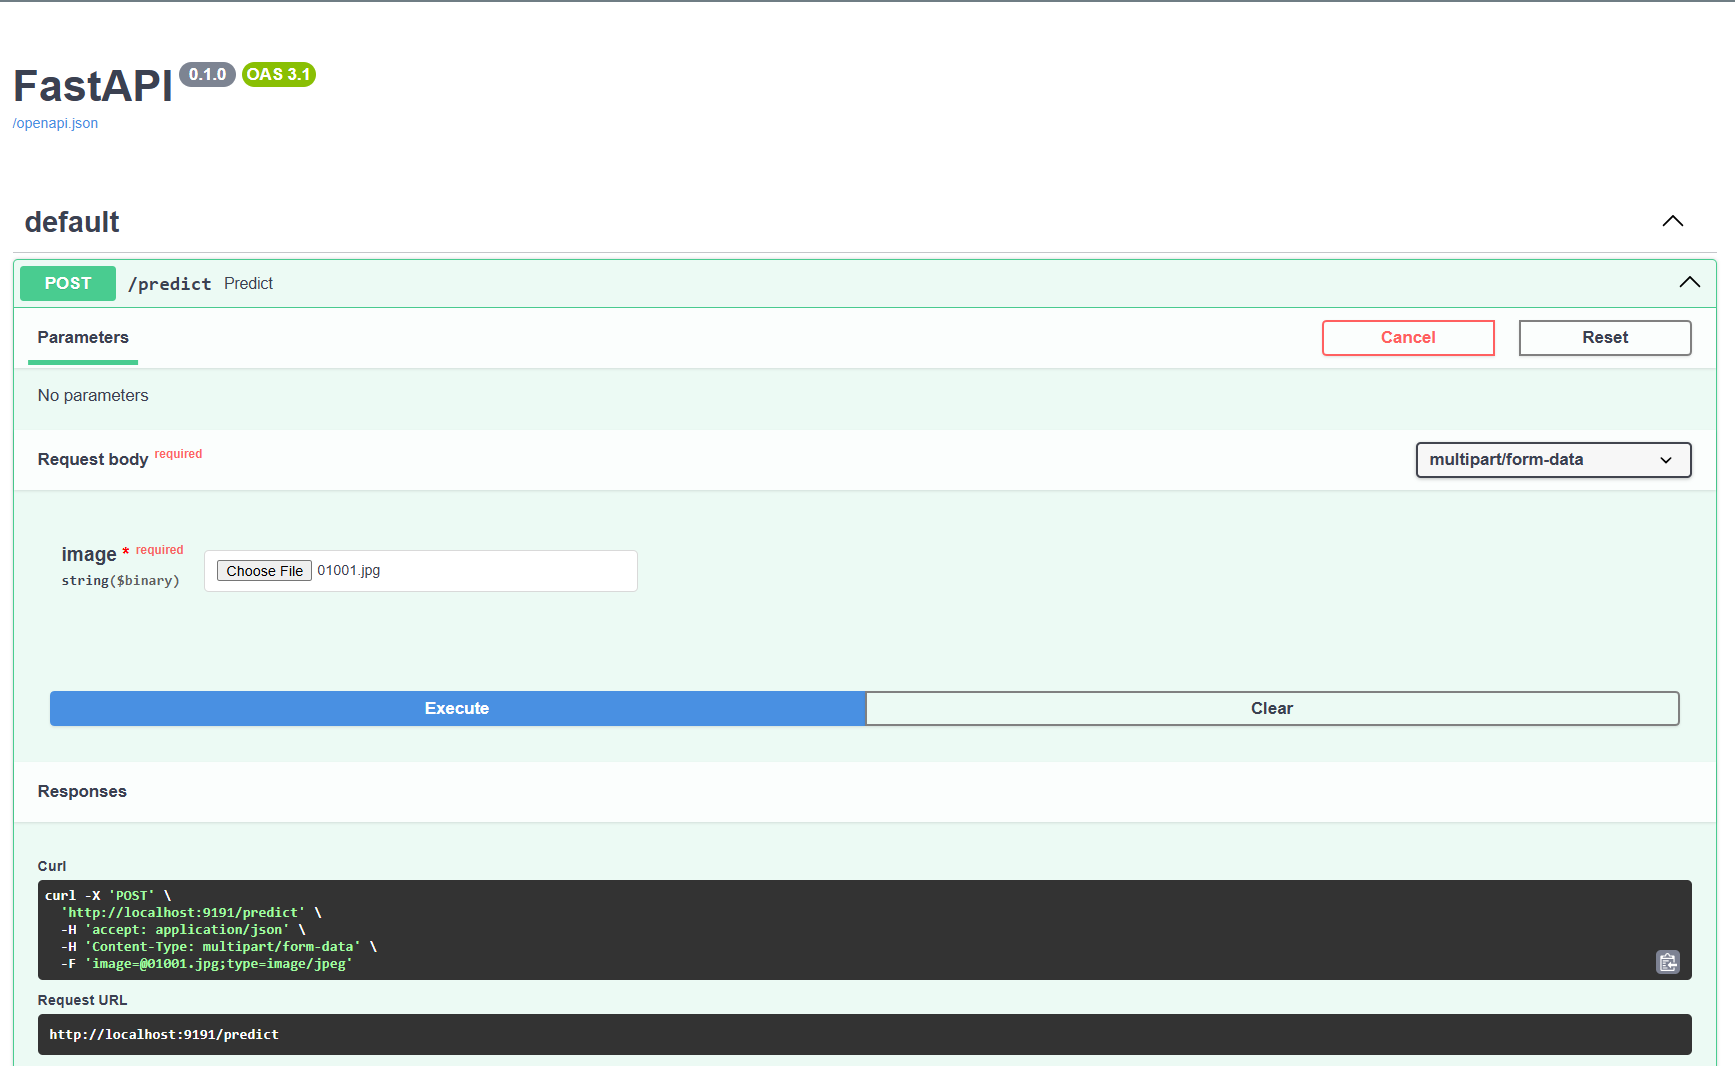 FastAPI 0.1.0 OAS 3.1
/openapi.json
default
POST /predict Predict
Parameters Cancel Reset
No parameters
Request body required multipart/form-data
image * required
string($binary) Choose File 01001.jpg
Execute Clear
Responses
Curl
curl -X 'POST' \
'http://localhost:9191/predict' \
-H 'accept: application/json' \
-H 'Content-Type: multipart/form-data' \
-F 'image=@01001.jpg;type=image/jpeg'
Request URL
http://localhost:9191/predict